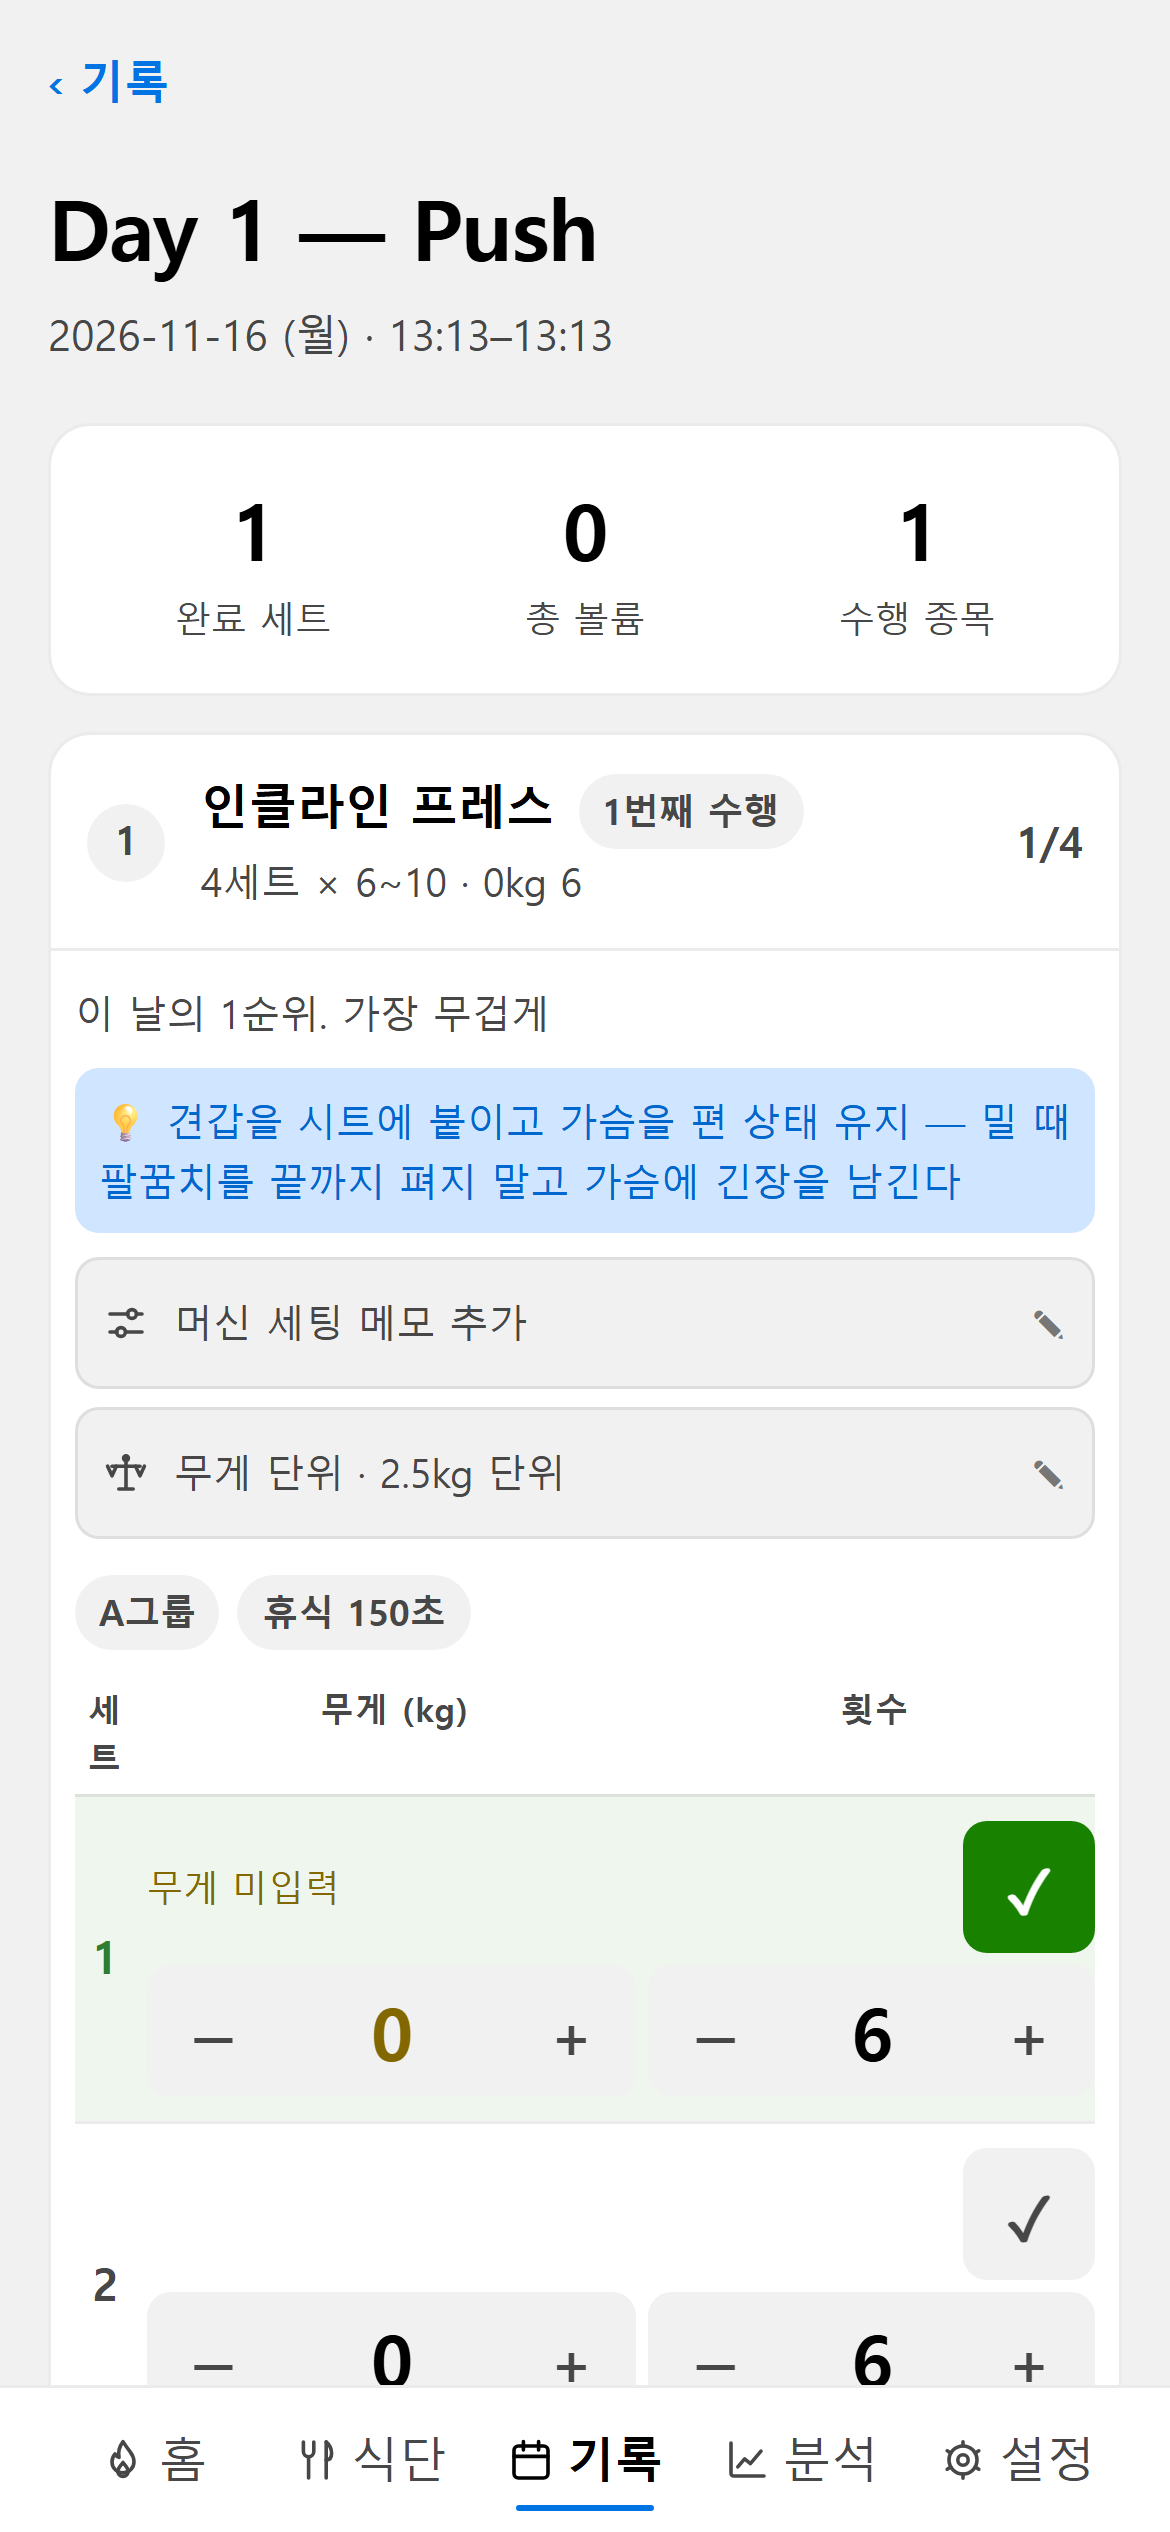 ‹ 기록
Day 1 — Push
2026-11-16 (월) · 13:13–13:13
1 0 1
완료 세트 총 볼륨 수행 종목
1 인클라인 프레스 1번째 수행 1/4
4세트 × 6~10 · 0kg 6
이 날의 1순위. 가장 무겁게
💡 견갑을 시트에 붙이고 가슴을 편 상태 유지 — 밀 때
팔꿈치를 끝까지 펴지 말고 가슴에 긴장을 남긴다
머신 세팅 메모 추가
무게 단위 · 2.5kg 단위
A그룹 휴식 150초
세트 무게 (kg) 횟수
무게 미입력 ✓
1 — 0 + — 6 +
✓
2 — 0 + — 6 +
홈 식단 기록 분석 설정